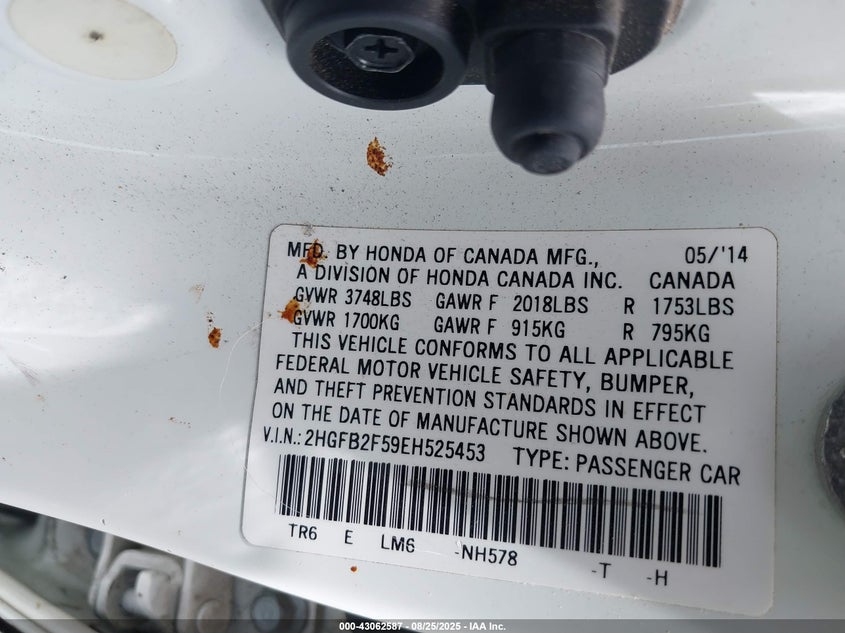 MFD. BY HONDA OF CANADA MFG., 05/'14
A DIVISION OF HONDA CANADA INC. CANADA
GVWR 3748LBS GAWR F 2018LBS R 1753LBS
GVWR 1700KG GAWR F 915KG R 795KG
THIS VEHICLE CONFORMS TO ALL APPLICABLE
FEDERAL MOTOR VEHICLE SAFETY, BUMPER,
AND THEFT PREVENTION STANDARDS IN EFFECT
ON THE DATE OF MANUFACTURE SHOWN ABOVE.
V.I.N.: 2HGFB2F59EH525453 TYPE: PASSENGER CAR
TR6 E LM6 -NH578 -T -H
000-43062587 - 08/25/2025 - IAA Inc.